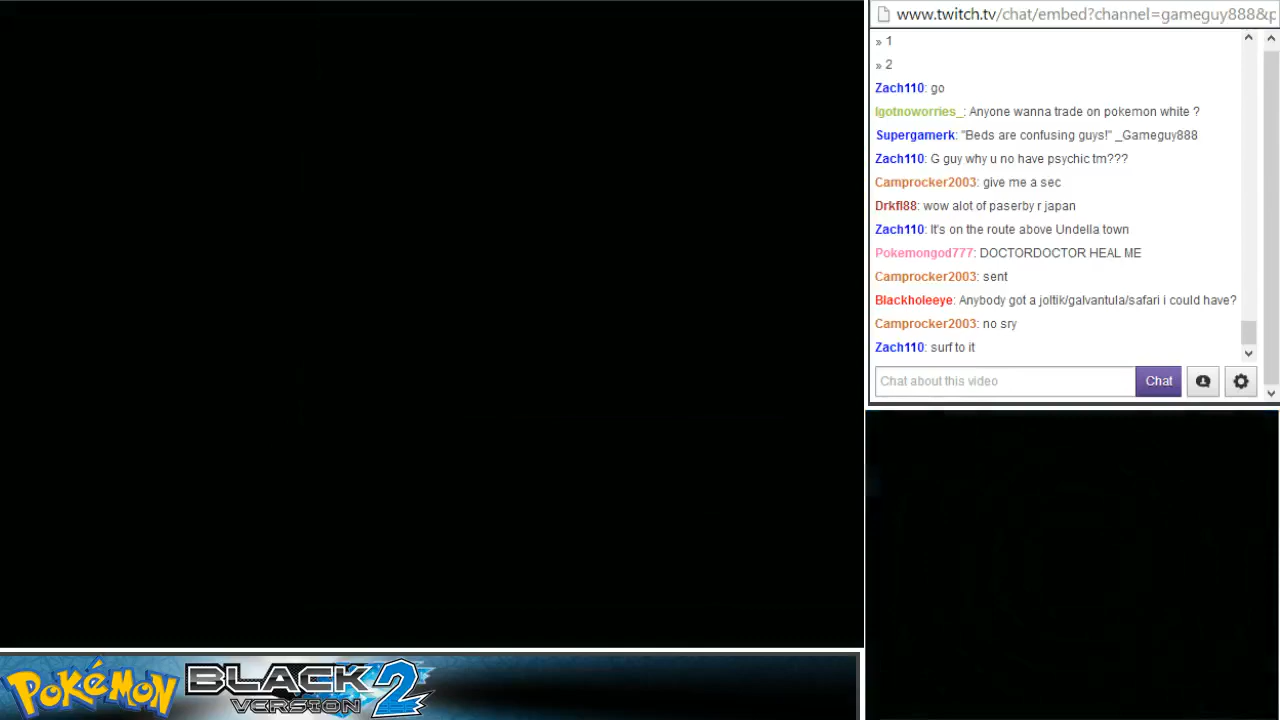 www.twitch.tv/chat/embed?channel=gameguy888&p
» 1
» 2
Zach110: go
Igotnoworries_: Anyone wanna trade on pokemon white ?
Supergamerk: "Beds are confusing guys!" _Gameguy888
Zach110: G guy why u no have psychic tm???
Camprocker2003: give me a sec
Drkfl88: wow alot of paserby r japan
Zach110: It's on the route above Undella town
Pokemongod777: DOCTORDOCTOR HEAL ME
Camprocker2003: sent
Blackholeeye: Anybody got a joltik/galvantula/safari i could have?
Camprocker2003: no sry
Zach110: surf to it
Chat about this video
Chat
POKéMON
BLACK 2
VERSION